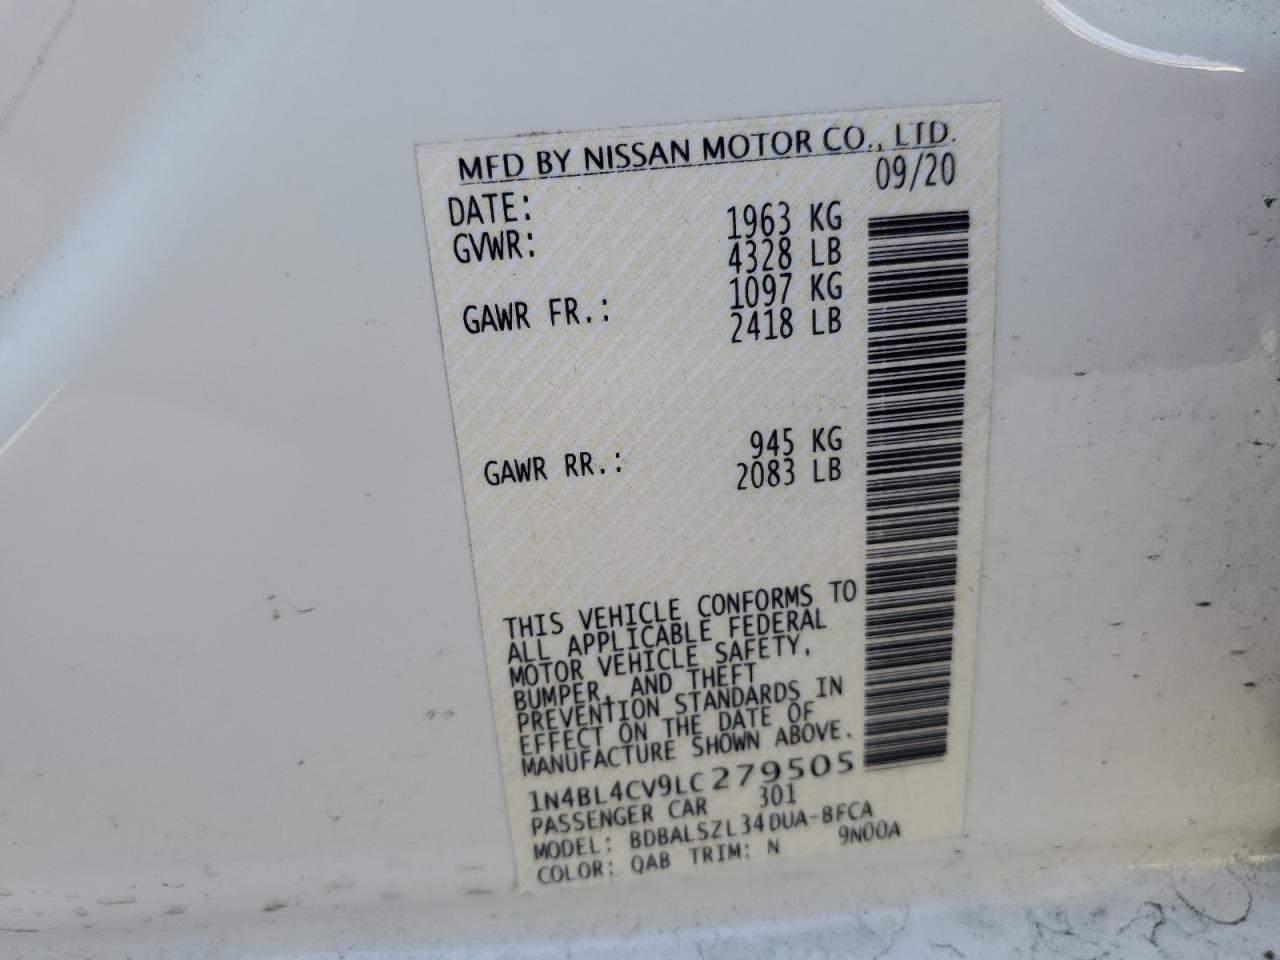 MFD BY NISSAN MOTOR CO., LTD.
DATE: 09/20
GVWR: 1963 KG
4328 LB
GAWR FR.: 1097 KG
2418 LB
GAWR RR.: 945 KG
2083 LB
THIS VEHICLE CONFORMS TO
ALL APPLICABLE FEDERAL
MOTOR VEHICLE SAFETY,
BUMPER, AND THEFT
PREVENTION STANDARDS IN
EFFECT ON THE DATE OF
MANUFACTURE SHOWN ABOVE.
1N4BL4CV9LC279505
PASSENGER CAR 301
MODEL: BDBALSZL34DUA-BFCA
COLOR: QAB TRIM: N 9N00A